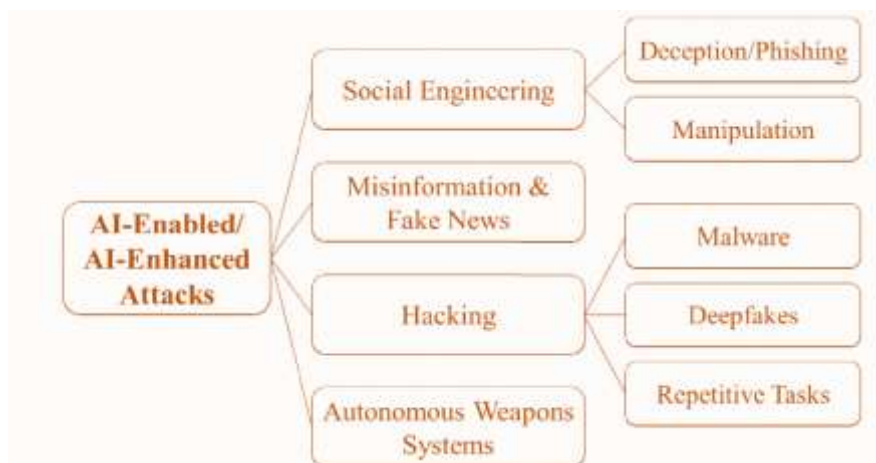 AI-Enabled/
AI-Enhanced
Attacks
Social Engineering
Deception/Phishing
Manipulation
Misinformation &
Fake News
Hacking
Malware
Deepfakes
Repetitive Tasks
Autonomous Weapons
Systems